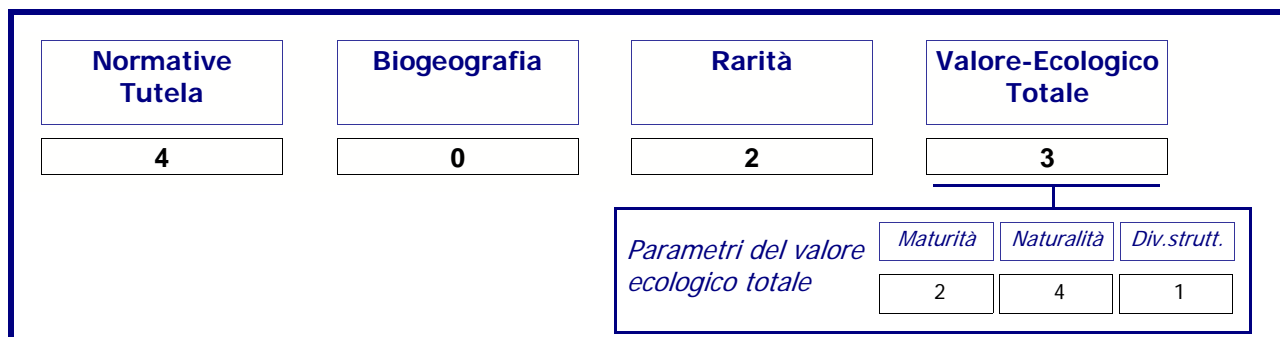 Normative Tutela
Biogeografia
Rarità
Valore-Ecologico Totale
4
0
2
3
Parametri del valore
ecologico totale
Maturità
Naturalità
Div.strutt.
2
4
1